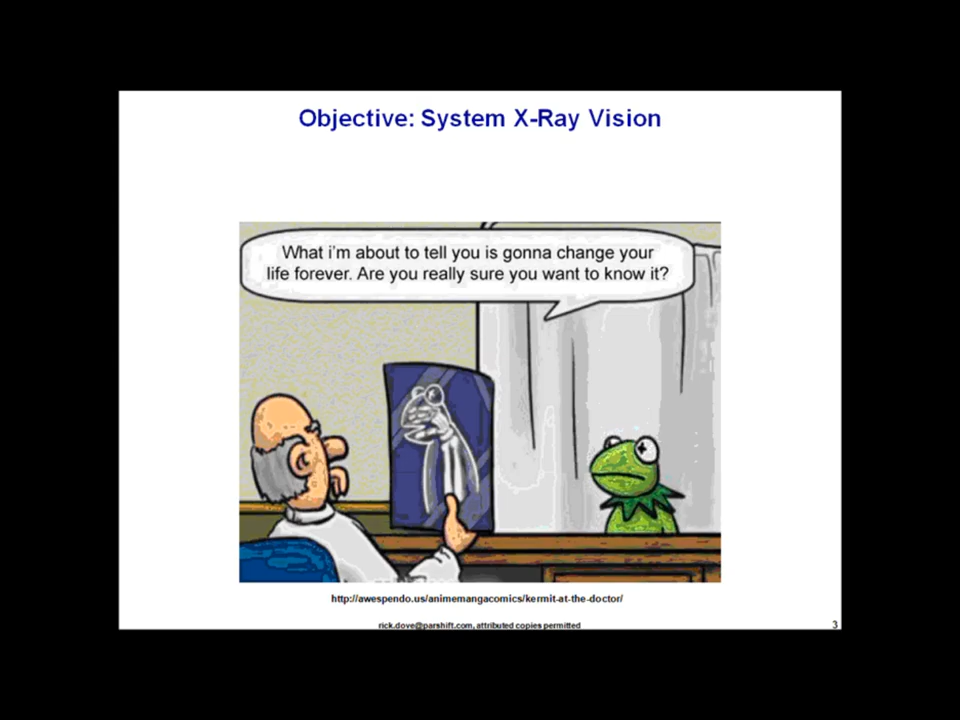 Objective: System X-Ray Vision
What i'm about to tell you is gonna change your
life forever. Are you really sure you want to know it?
http://awespendo.us/animemangacomics/kermit-at-the-doctor/
rick.dove@parshift.com, attributed copies permitted
3